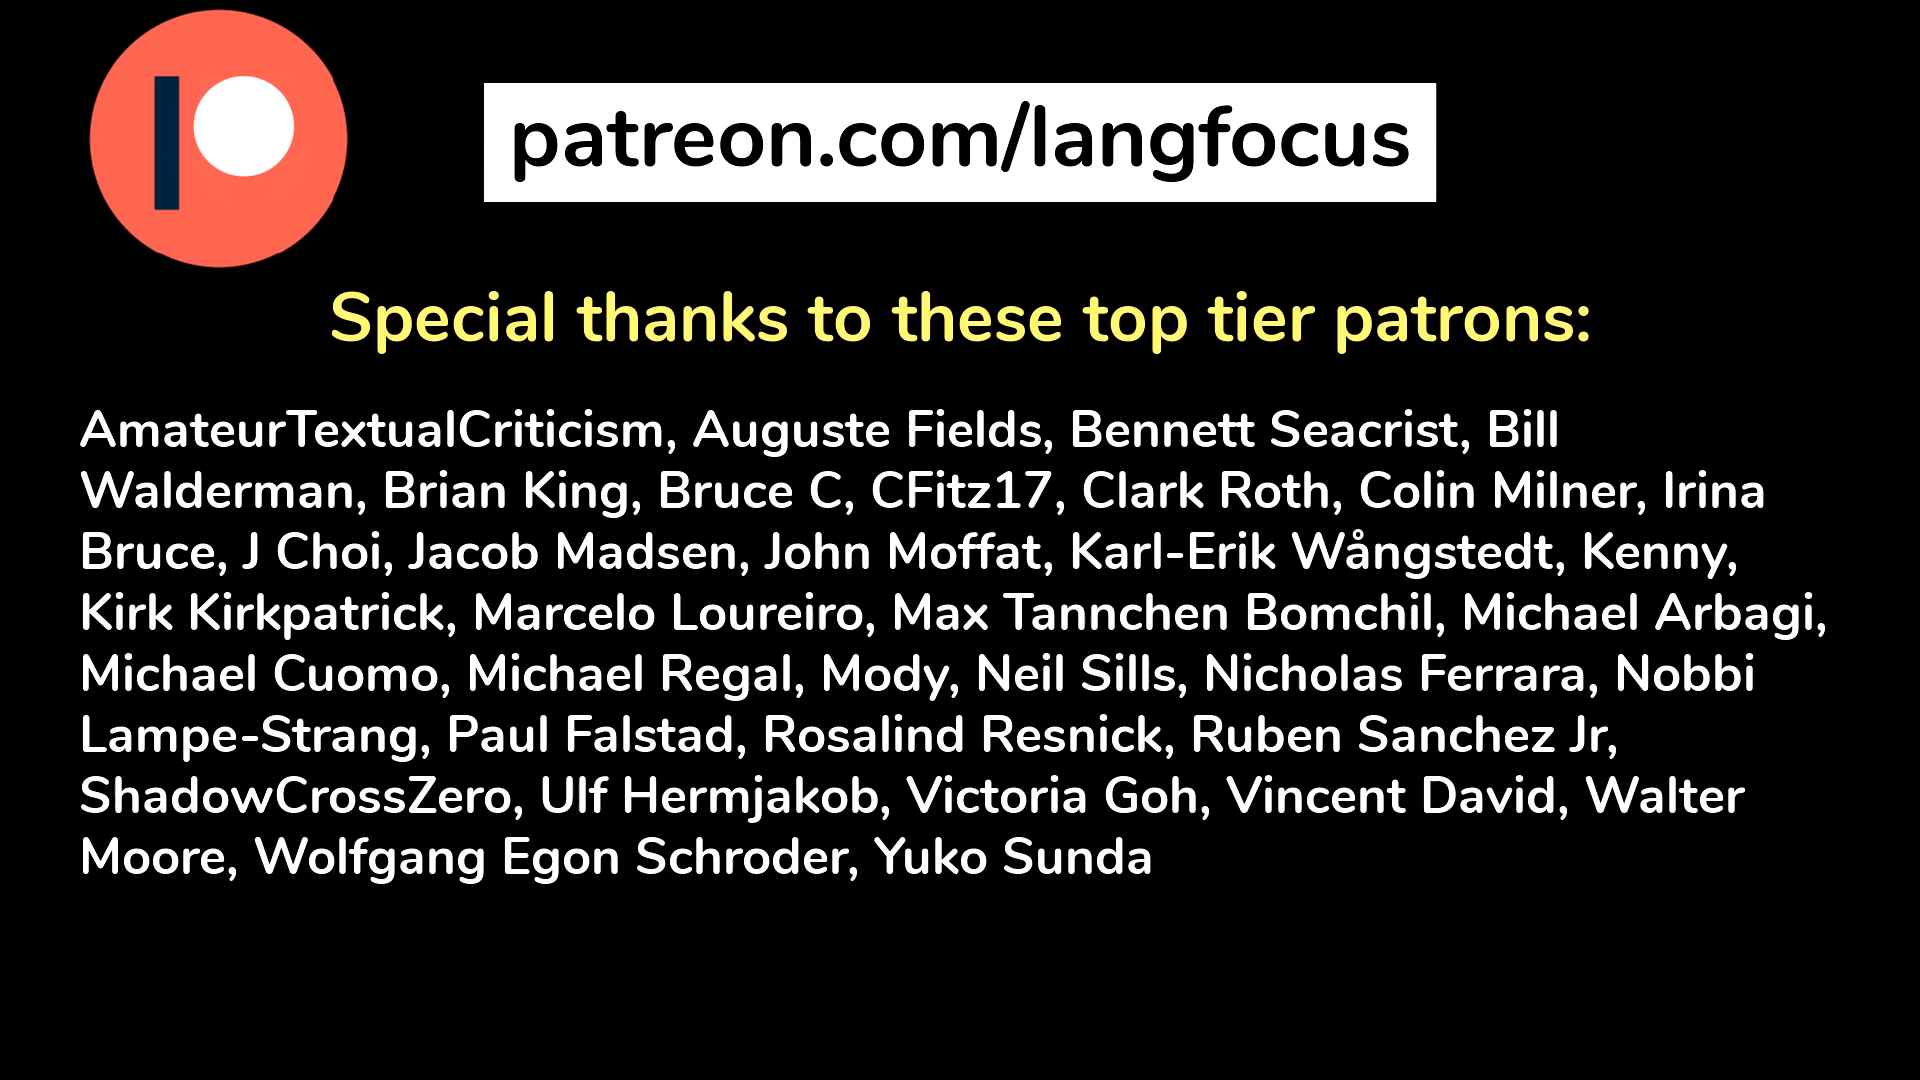 patreon.com/langfocus
Special thanks to these top tier patrons:
AmateurTextualCriticism, Auguste Fields, Bennett Seacrist, Bill
Walderman, Brian King, Bruce C, CFitz17, Clark Roth, Colin Milner, Irina
Bruce, J Choi, Jacob Madsen, John Moffat, Karl-Erik Wångstedt, Kenny,
Kirk Kirkpatrick, Marcelo Loureiro, Max Tannchen Bomchil, Michael Arbagi,
Michael Cuomo, Michael Regal, Mody, Neil Sills, Nicholas Ferrara, Nobbi
Lampe-Strang, Paul Falstad, Rosalind Resnick, Ruben Sanchez Jr,
ShadowCrossZero, Ulf Hermjakob, Victoria Goh, Vincent David, Walter
Moore, Wolfgang Egon Schroder, Yuko Sunda